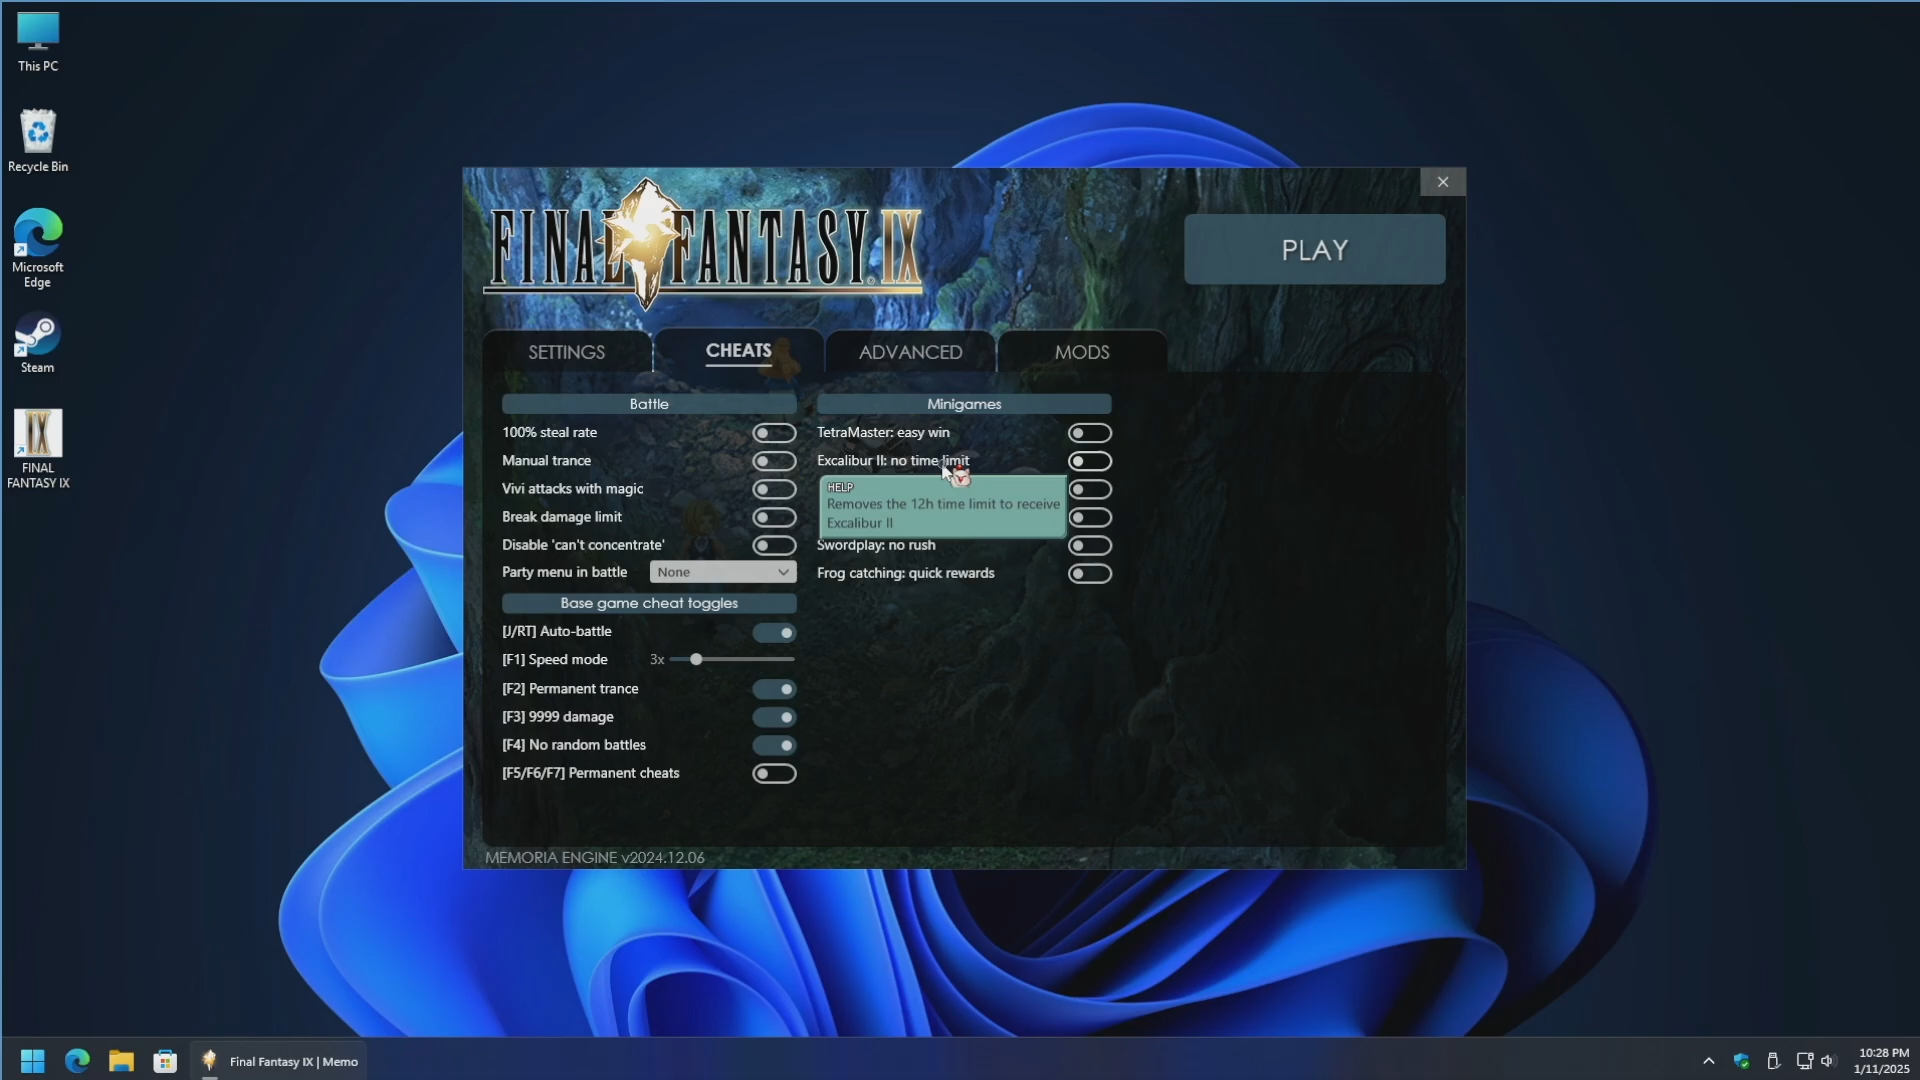 This PC
Recycle Bin
Microsoft
Edge
Steam
FINAL
FANTASY IX
FINAL FANTASY IX
PLAY
SETTINGS
CHEATS
ADVANCED
MODS
Battle
100% steal rate
Manual trance
Vivi attacks with magic
Break damage limit
Disable 'can't concentrate'
Party menu in battle
None
Base game cheat toggles
[J/RT] Auto-battle
[F1] Speed mode
3x
[F2] Permanent trance
[F3] 9999 damage
[F4] No random battles
[F5/F6/F7] Permanent cheats
Minigames
TetraMaster: easy win
Excalibur II: no time limit
HELP
Removes the 12h time limit to receive
Excalibur II
Swordplay: no rush
Frog catching: quick rewards
MEMORIA ENGINE v2024.12.06
Final Fantasy IX | Memo
10:28 PM
1/11/2025